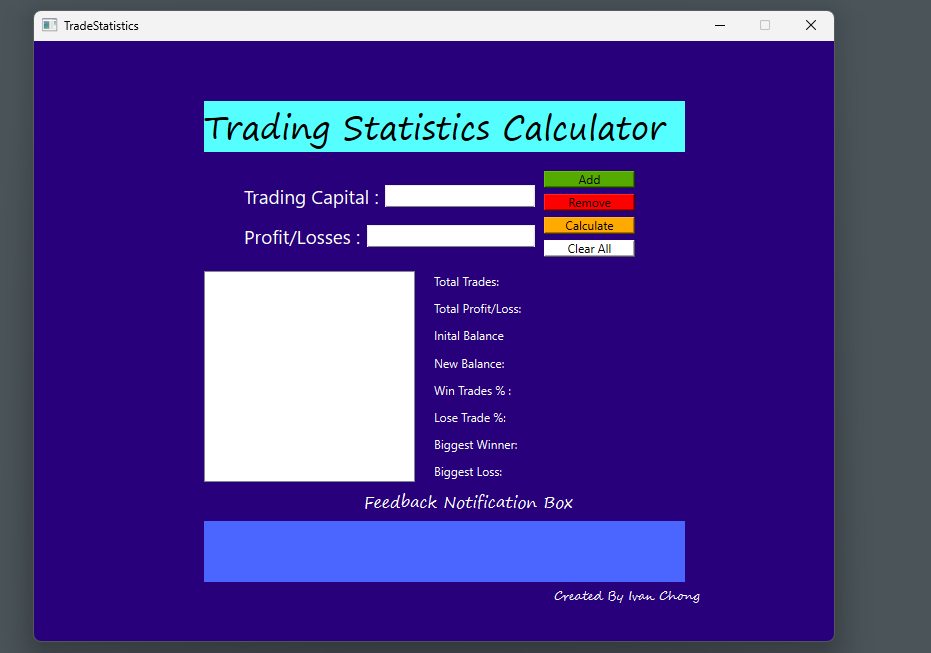 TradeStatistics
Trading Statistics Calculator
Trading Capital :
Add
Remove
Profit/Losses :
Calculate
Clear All
Total Trades:
Total Profit/Loss:
Inital Balance
New Balance:
Win Trades % :
Lose Trade %:
Biggest Winner:
Biggest Loss:
Feedback Notification Box
Created By Ivan Chong